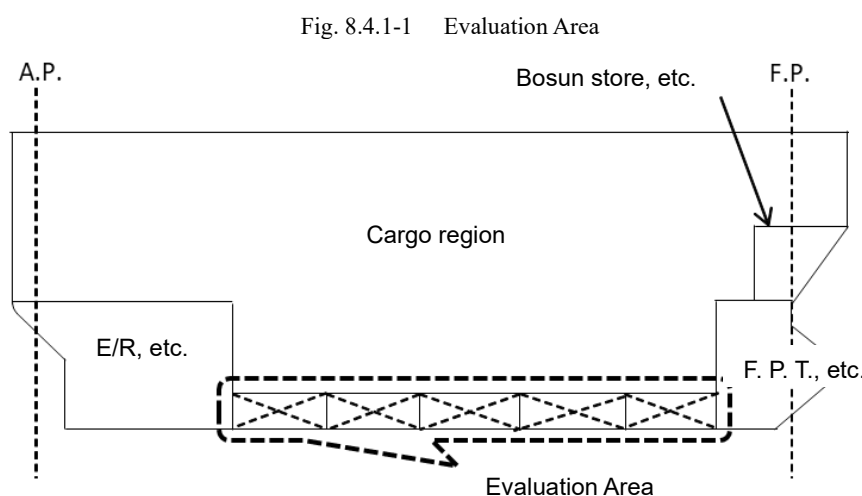 Fig. 8.4.1-1 Evaluation Area
A.P.
Bosun store, etc.
F.P.
Cargo region
E/R, etc.
F. P. T., etc.
Evaluation Area